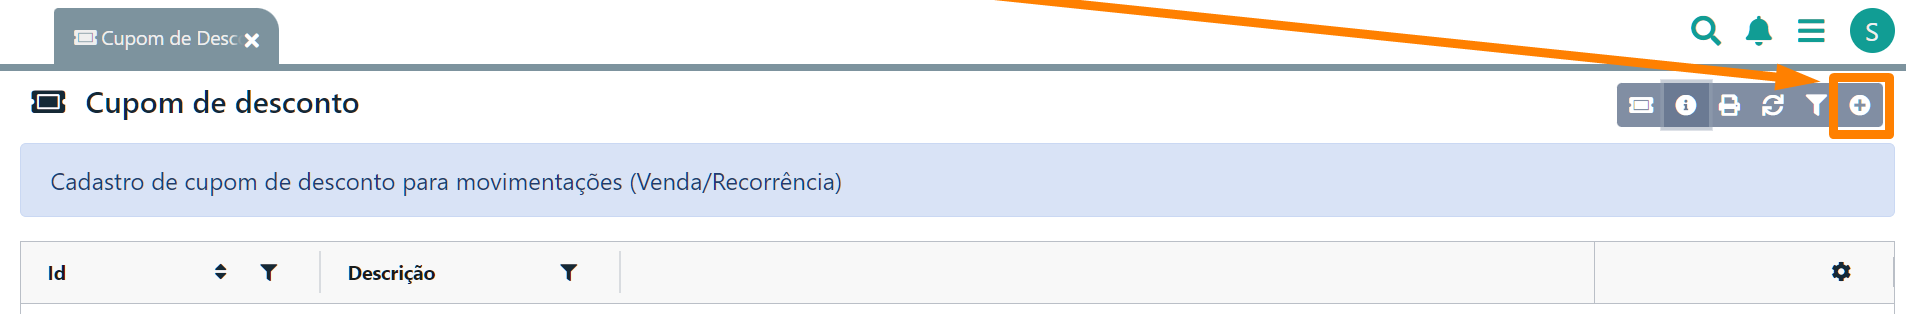 Cupom de Desc
S
Cupom de desconto
Cadastro de cupom de desconto para movimentações (Venda/Recorrência)
Id
Descrição